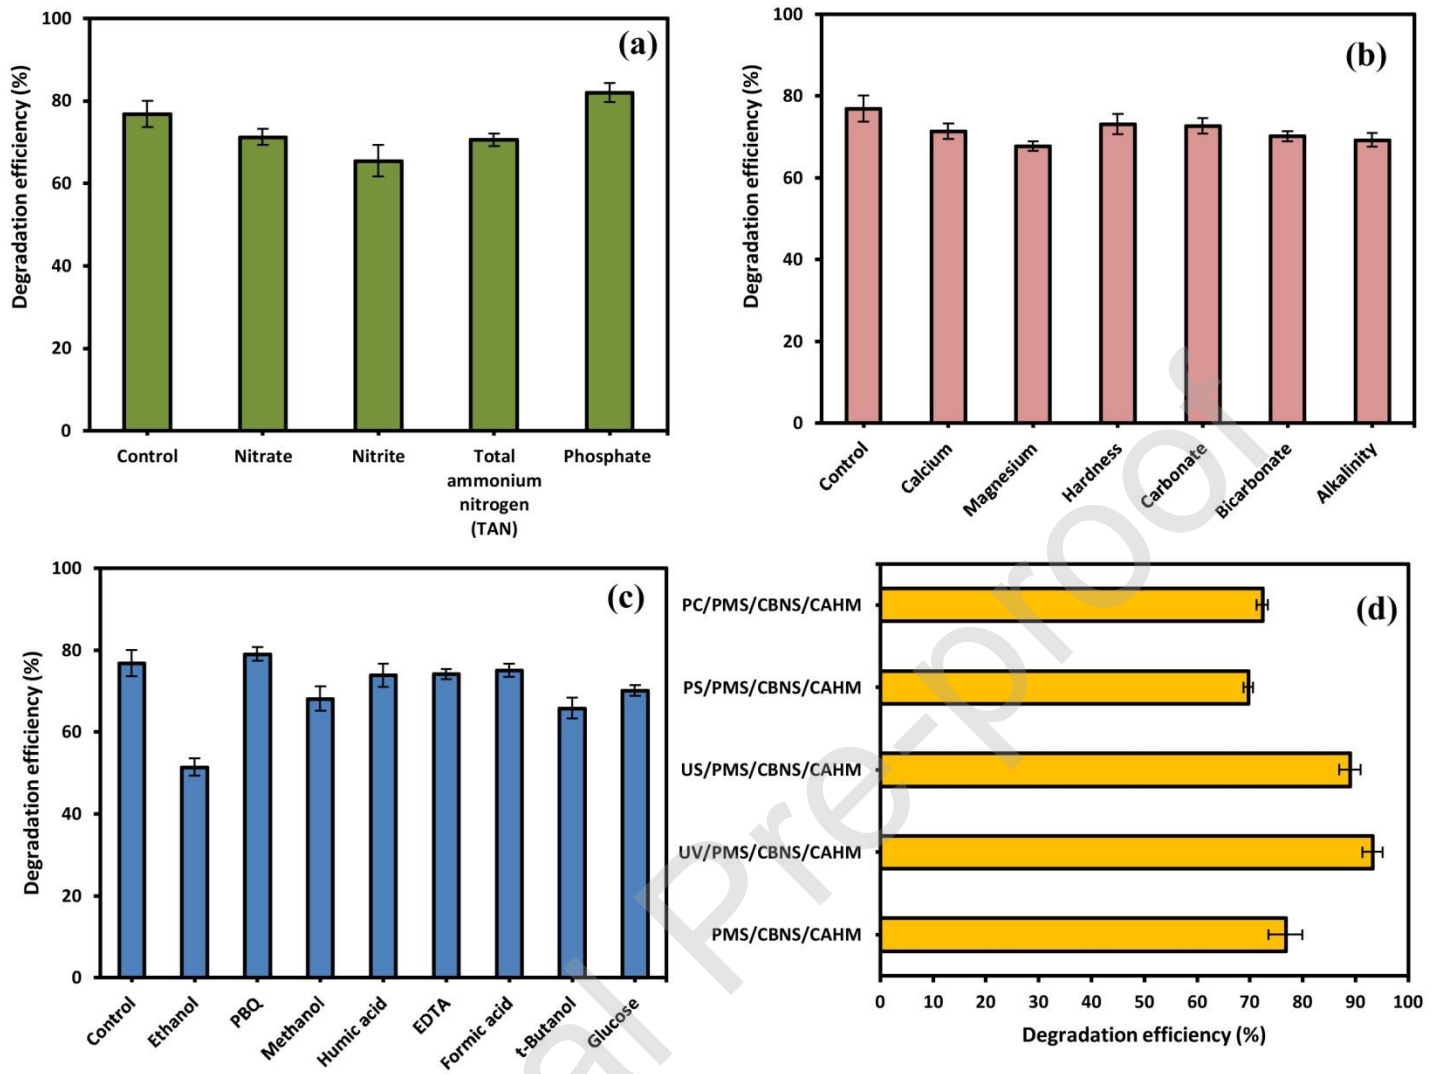 (a)
Degradation efficiency (%)
100
80
60
40
20
0
Control
Nitrate
Nitrite
Total
ammonium
nitrogen
(TAN)
Phosphate
(b)
Degradation efficiency (%)
100
80
60
40
20
0
Control
Calcium
Magnesium
Hardness
Carbonate
Bicarbonate
Alkalinity
(c)
Degradation efficiency (%)
100
80
60
40
20
0
Control
Ethanol
PBQ
Methanol
Humic acid
EDTA
Formic acid
t-Butanol
Glucose
(d)
PC/PMS/CBNS/CAHM
PS/PMS/CBNS/CAHM
US/PMS/CBNS/CAHM
UV/PMS/CBNS/CAHM
PMS/CBNS/CAHM
0 10 20 30 40 50 60 70 80 90 100
Degradation efficiency (%)
al Pre-proof